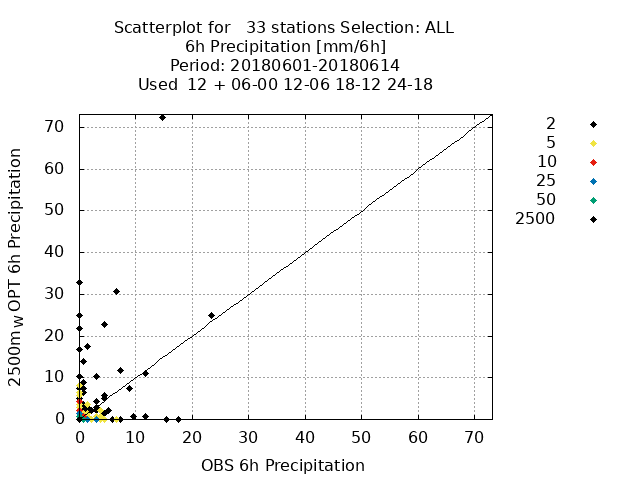 Scatterplot for   33 stations Selection: ALL
6h Precipitation [mm/6h]
Period: 20180601-20180614
Used  12 + 06-00 12-06 18-12 24-18
2
5
10
25
50
2500
70
60
50
40
30
20
10
0
2500mwOPT 6h Precipitation
0 10 20 30 40 50 60 70
OBS 6h Precipitation